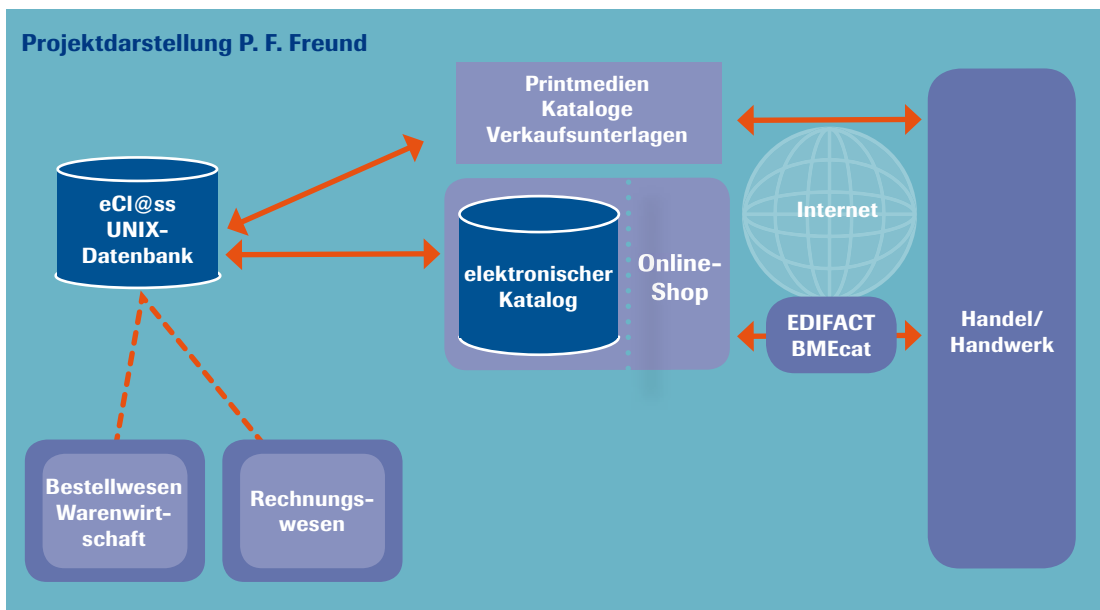 Projektdarstellung P. F. Freund
Printmedien
Kataloge
Verkaufsunterlagen
eCl@ss
UNIX-
Datenbank
elektronischer
Katalog
Online-
Shop
Internet
EDIFACT
BMEcat
Handel/
Handwerk
Bestellwesen
Warenwirt-
schaft
Rechnungs-
wesen